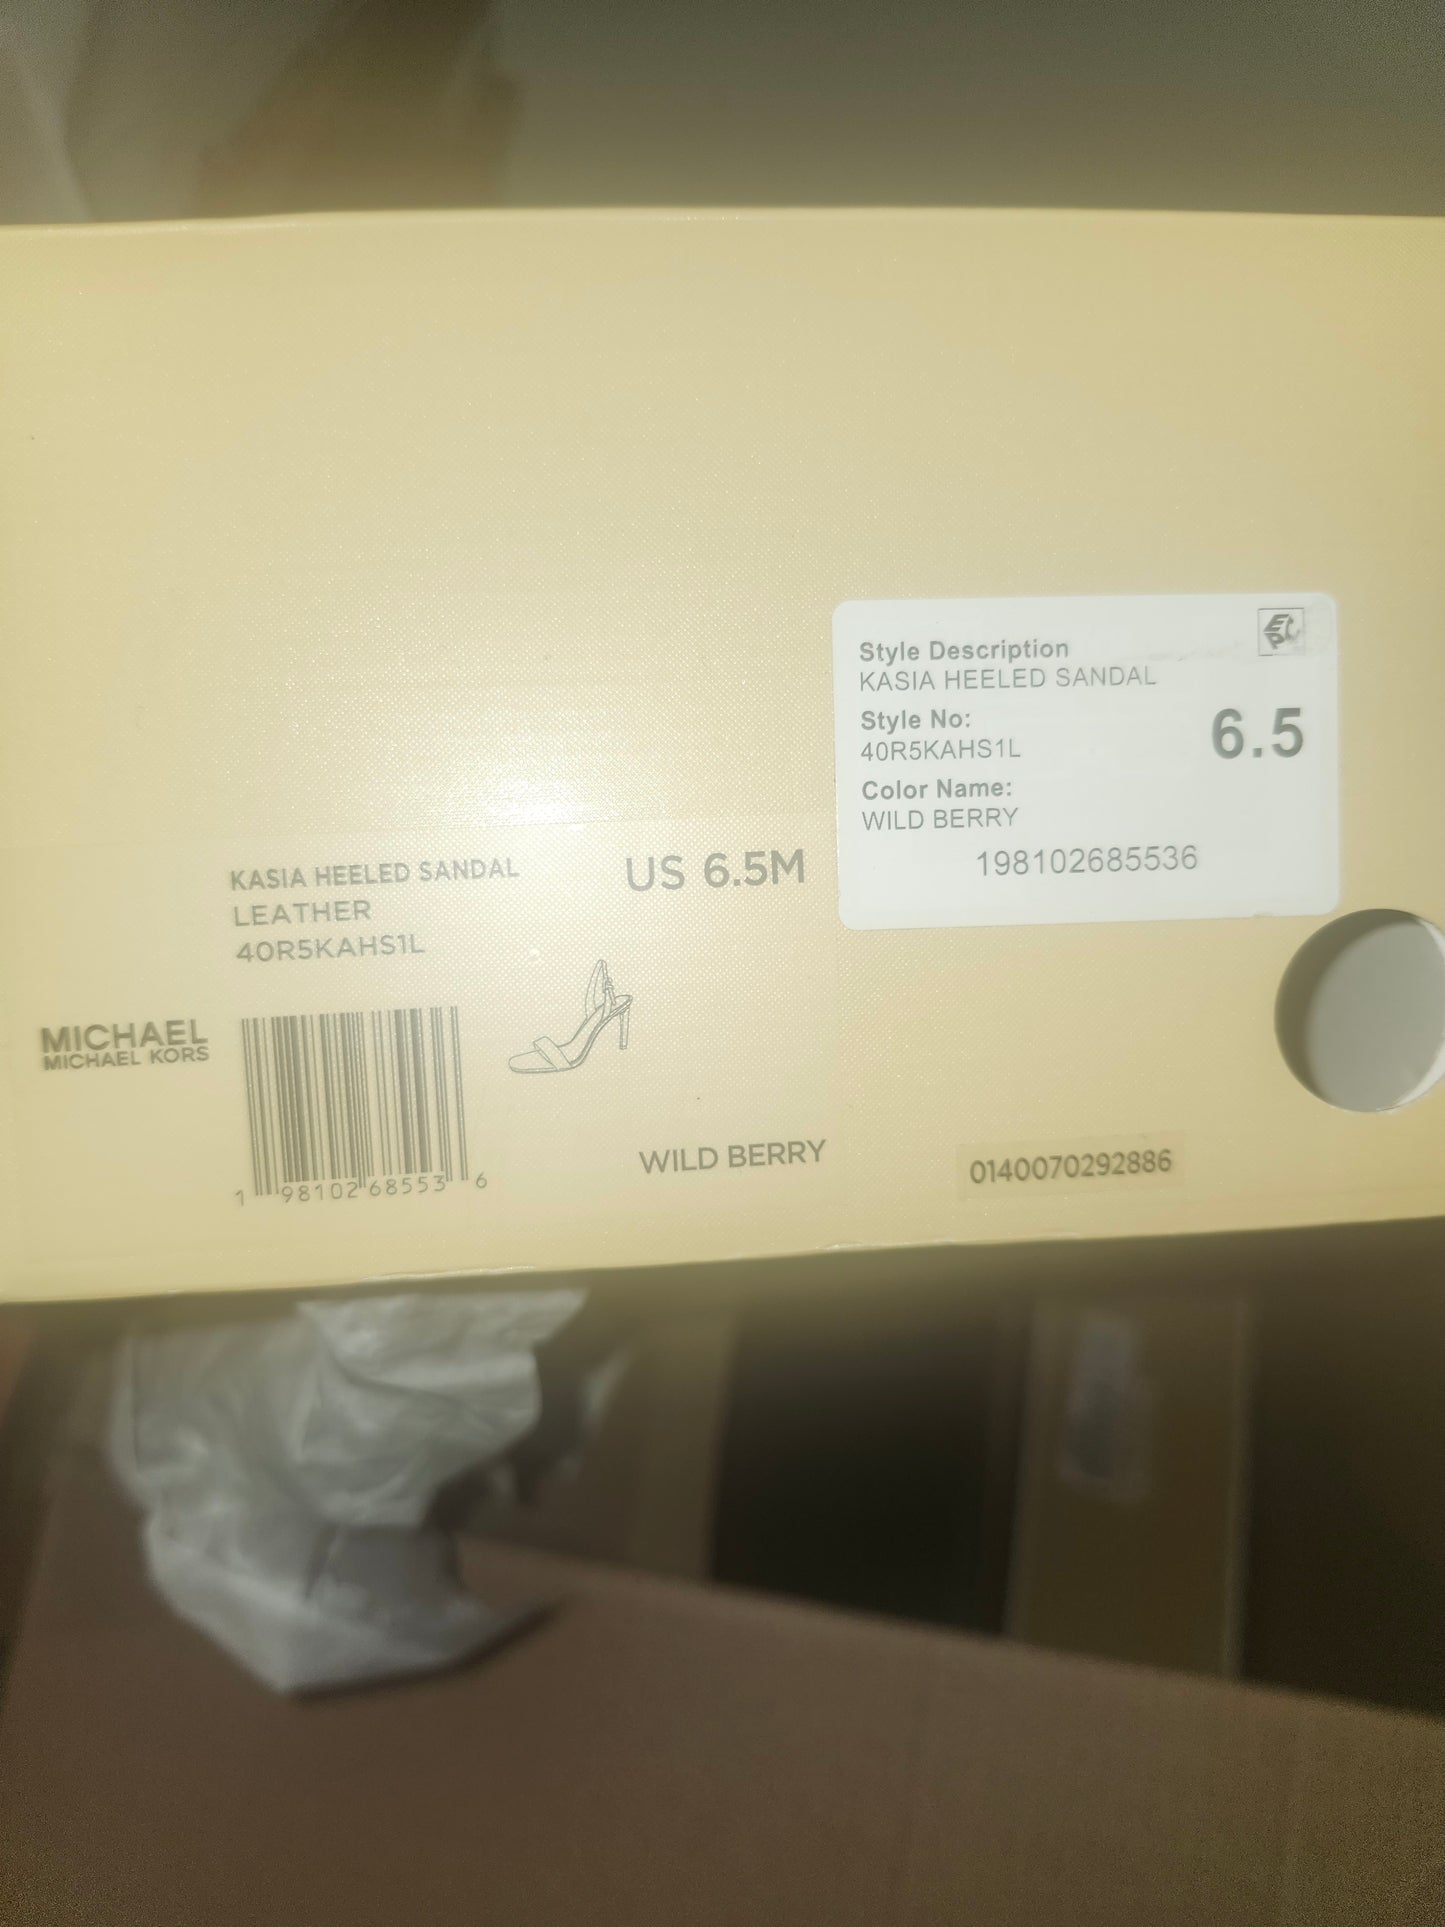 Style Description
KASIA HEELED SANDAL
Style No:
40R5KAHS1L
6.5
Color Name:
WILD BERRY
198102685536
KASIA HEELED SANDAL
LEATHER
40R5KAHS1L
US 6.5M
MICHAEL
MICHAEL KORS
1 98102 68553 6
WILD BERRY
0140070292886